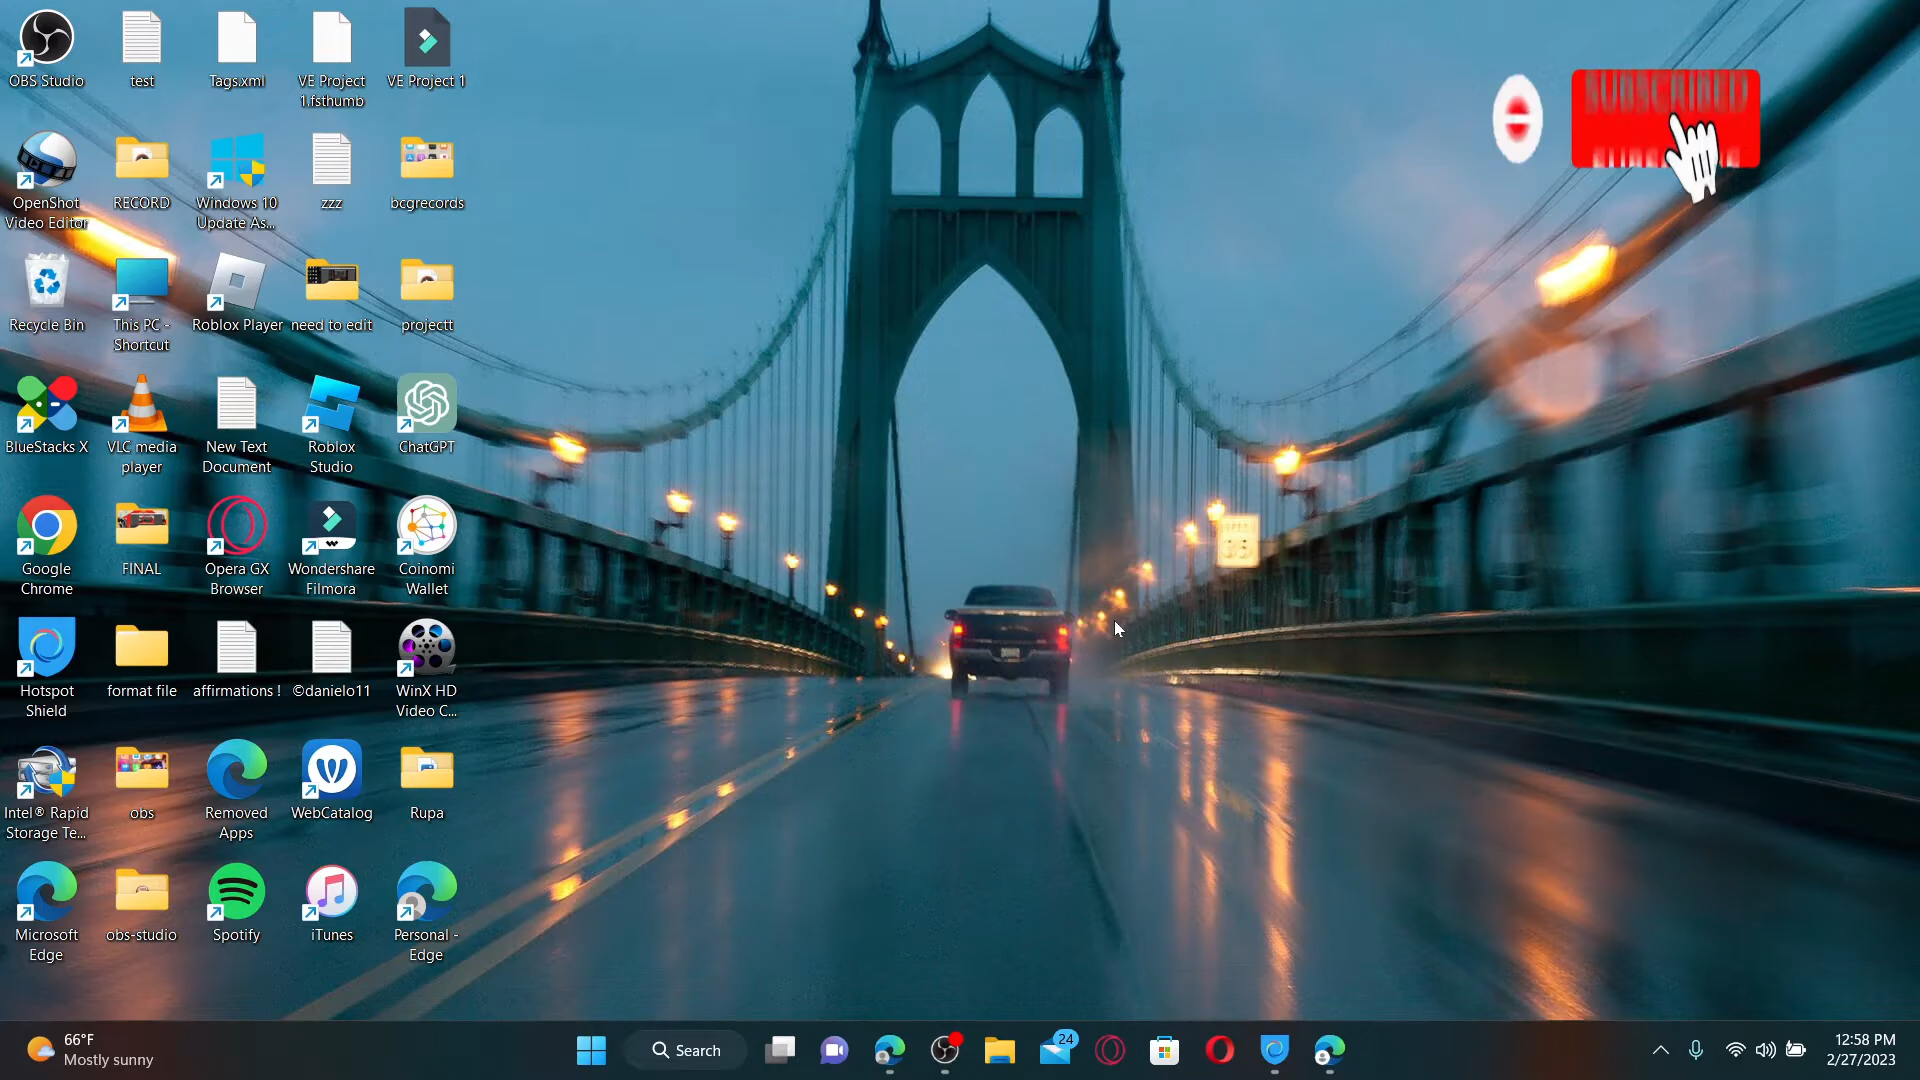 OBS Studio
test
Tags.xml
VE Project
1.fsthumb
VE Project 1
OpenShot
Video Editor
RECORD
Windows 10
Update As...
zzz
bcgrecords
Recycle Bin
This PC -
Shortcut
Roblox Player
need to edit
projectt
BlueStacks X
VLC media
player
New Text
Document
Roblox
Studio
ChatGPT
Google
Chrome
FINAL
Opera GX
Browser
Wondershare
Filmora
Coinomi
Wallet
Hotspot
Shield
format file
affirmations !
©danielo11
WinX HD
Video C...
Intel® Rapid
Storage Te...
obs
Removed
Apps
WebCatalog
Rupa
Microsoft
Edge
obs-studio
Spotify
iTunes
Personal -
Edge
SUBSCRIBED
66°F
Mostly sunny
Search
24
12:58 PM
2/27/2023